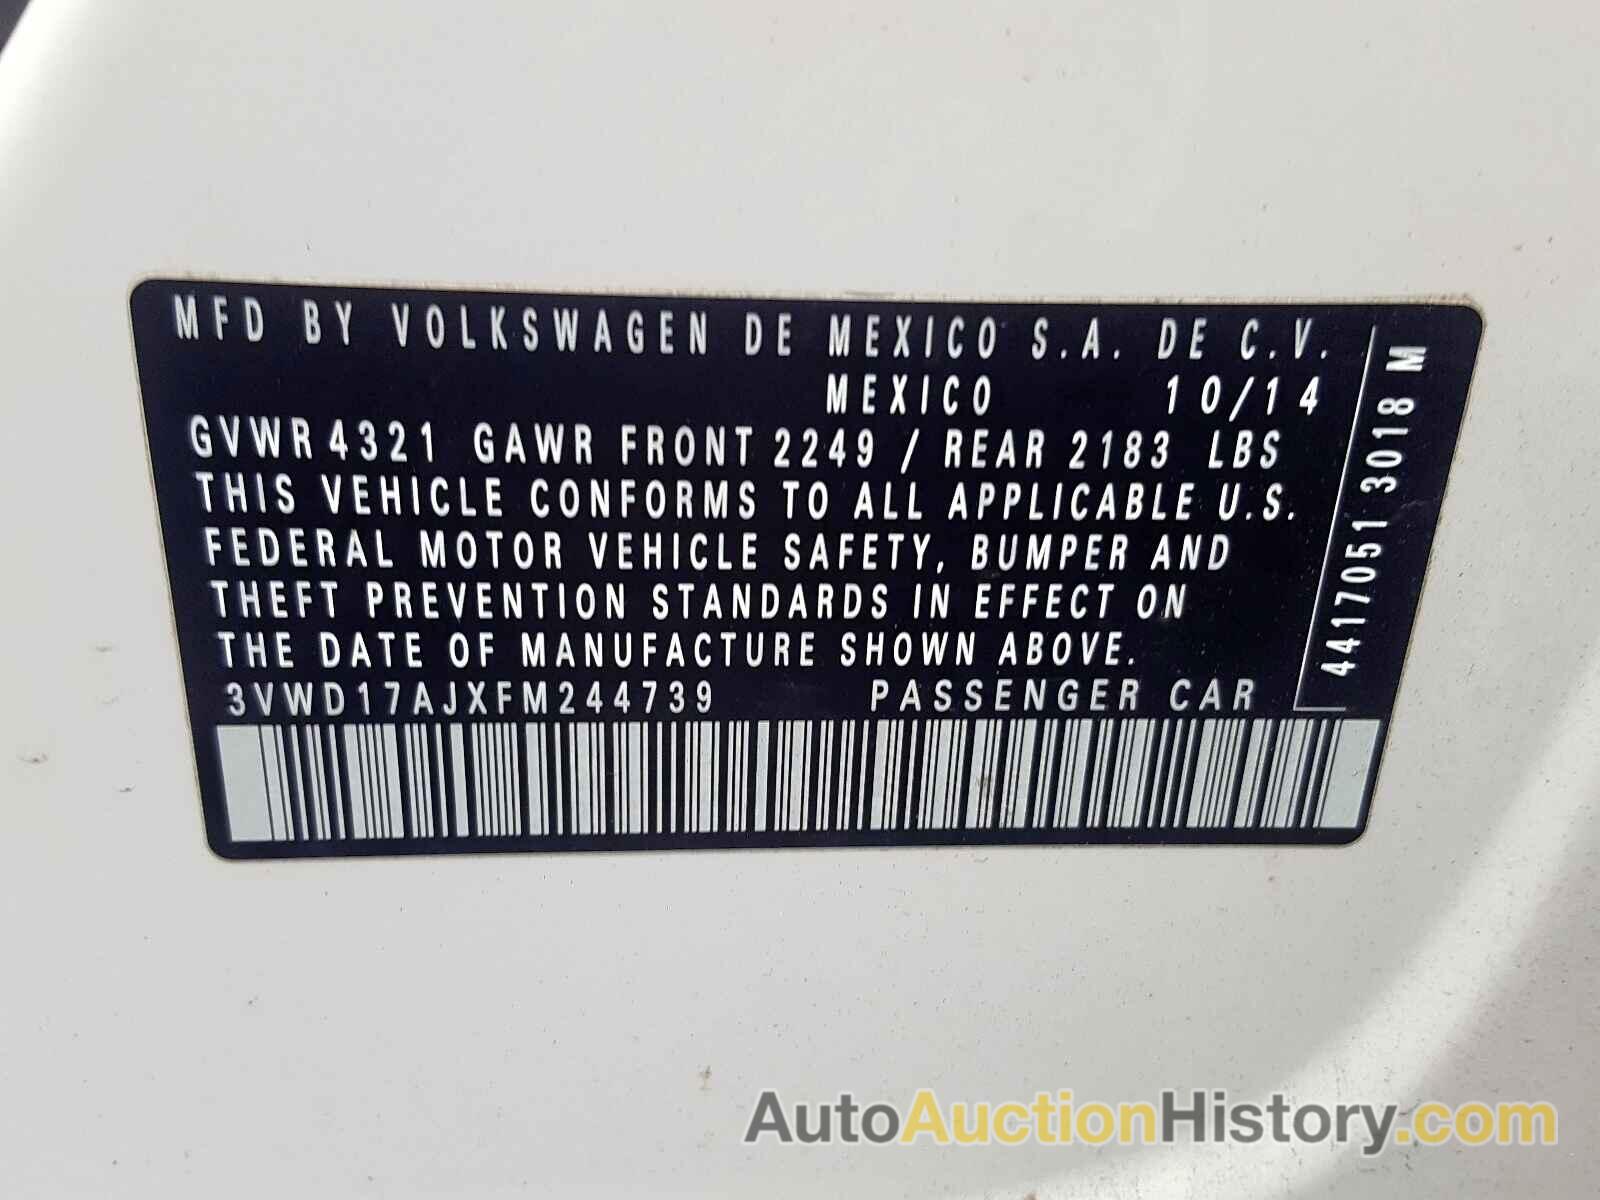 MFD BY VOLKSWAGEN DE MEXICO S.A. DE C.V.
MEXICO 10/14
GVWR 4321 GAWR FRONT 2249 / REAR 2183 LBS
THIS VEHICLE CONFORMS TO ALL APPLICABLE U.S.
FEDERAL MOTOR VEHICLE SAFETY, BUMPER AND
THEFT PREVENTION STANDARDS IN EFFECT ON
THE DATE OF MANUFACTURE SHOWN ABOVE.
3VWD17AJXFM244739 PASSENGER CAR
4417051 3018 M
AutoAuctionHistory.com